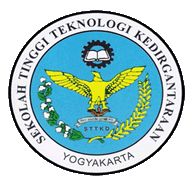 SEKOLAH TINGGI TEKNOLOGI KEDIRGANTARAAN
STTKD
YOGYAKARTA